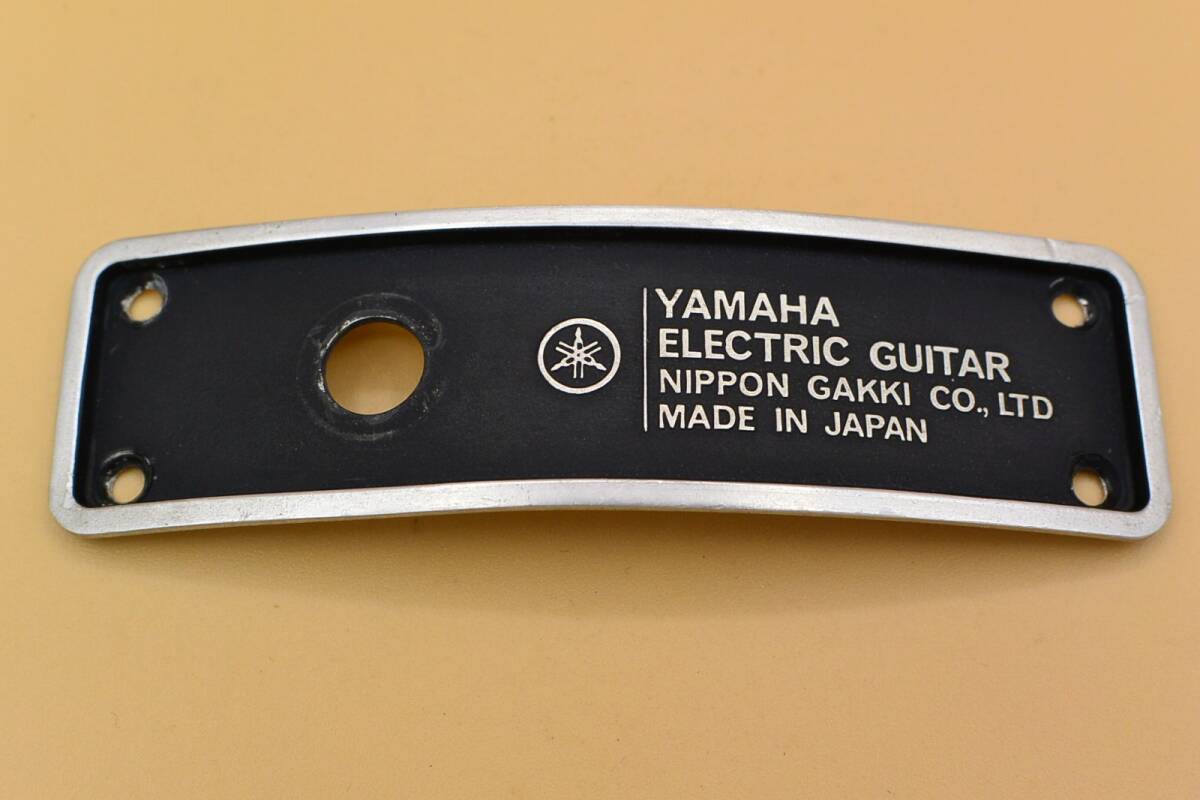 YAMAHA
ELECTRIC GUITAR
NIPPON GAKKI CO., LTD
MADE IN JAPAN